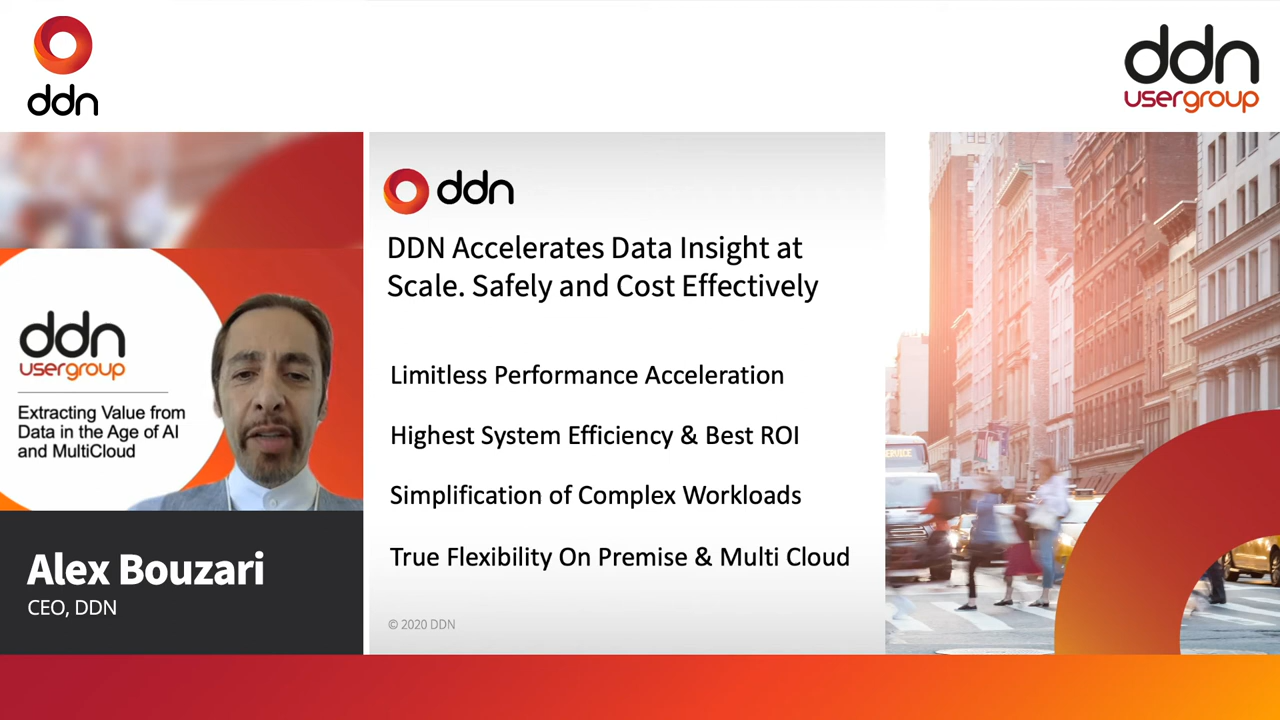 ddn
ddn
usergroup
ddn
DDN Accelerates Data Insight at
Scale. Safely and Cost Effectively
Limitless Performance Acceleration
Highest System Efficiency & Best ROI
Simplification of Complex Workloads
True Flexibility On Premise & Multi Cloud
© 2020 DDN
ddn
usergroup
Extracting Value from
Data in the Age of AI
and MultiCloud
Alex Bouzari
CEO, DDN
SERVICE